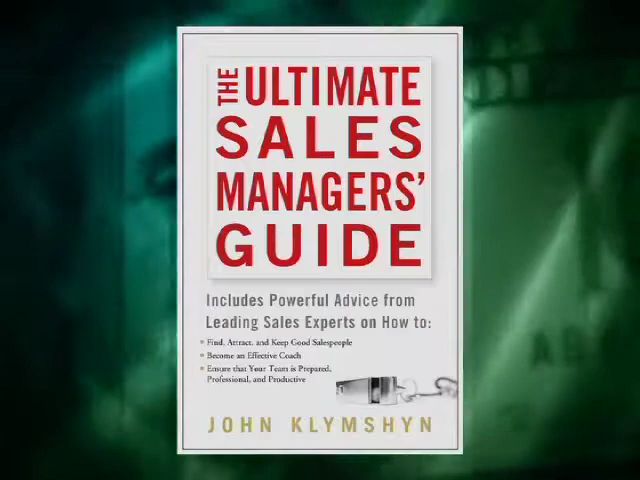 THE ULTIMATE
SALES
MANAGERS'
GUIDE
Includes Powerful Advice from
Leading Sales Experts on How to:
Find, Attract, and Keep Good Salespeople
Become an Effective Coach
Ensure that Your Team is Prepared,
Professional, and Productive
JOHN KLYMSHYN